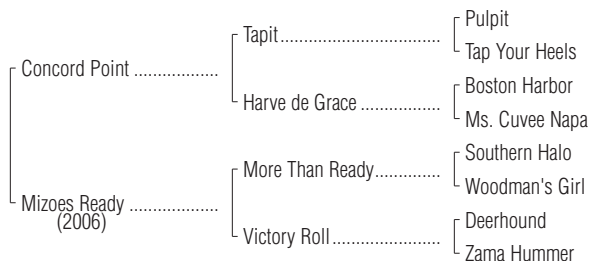 Pulpit
Tapit
Tap Your Heels
Concord Point
Boston Harbor
Harve de Grace
Ms. Cuvee Napa
Southern Halo
More Than Ready
Woodman's Girl
Mizoes Ready
(2006)
Deerhound
Victory Roll
Zama Hummer